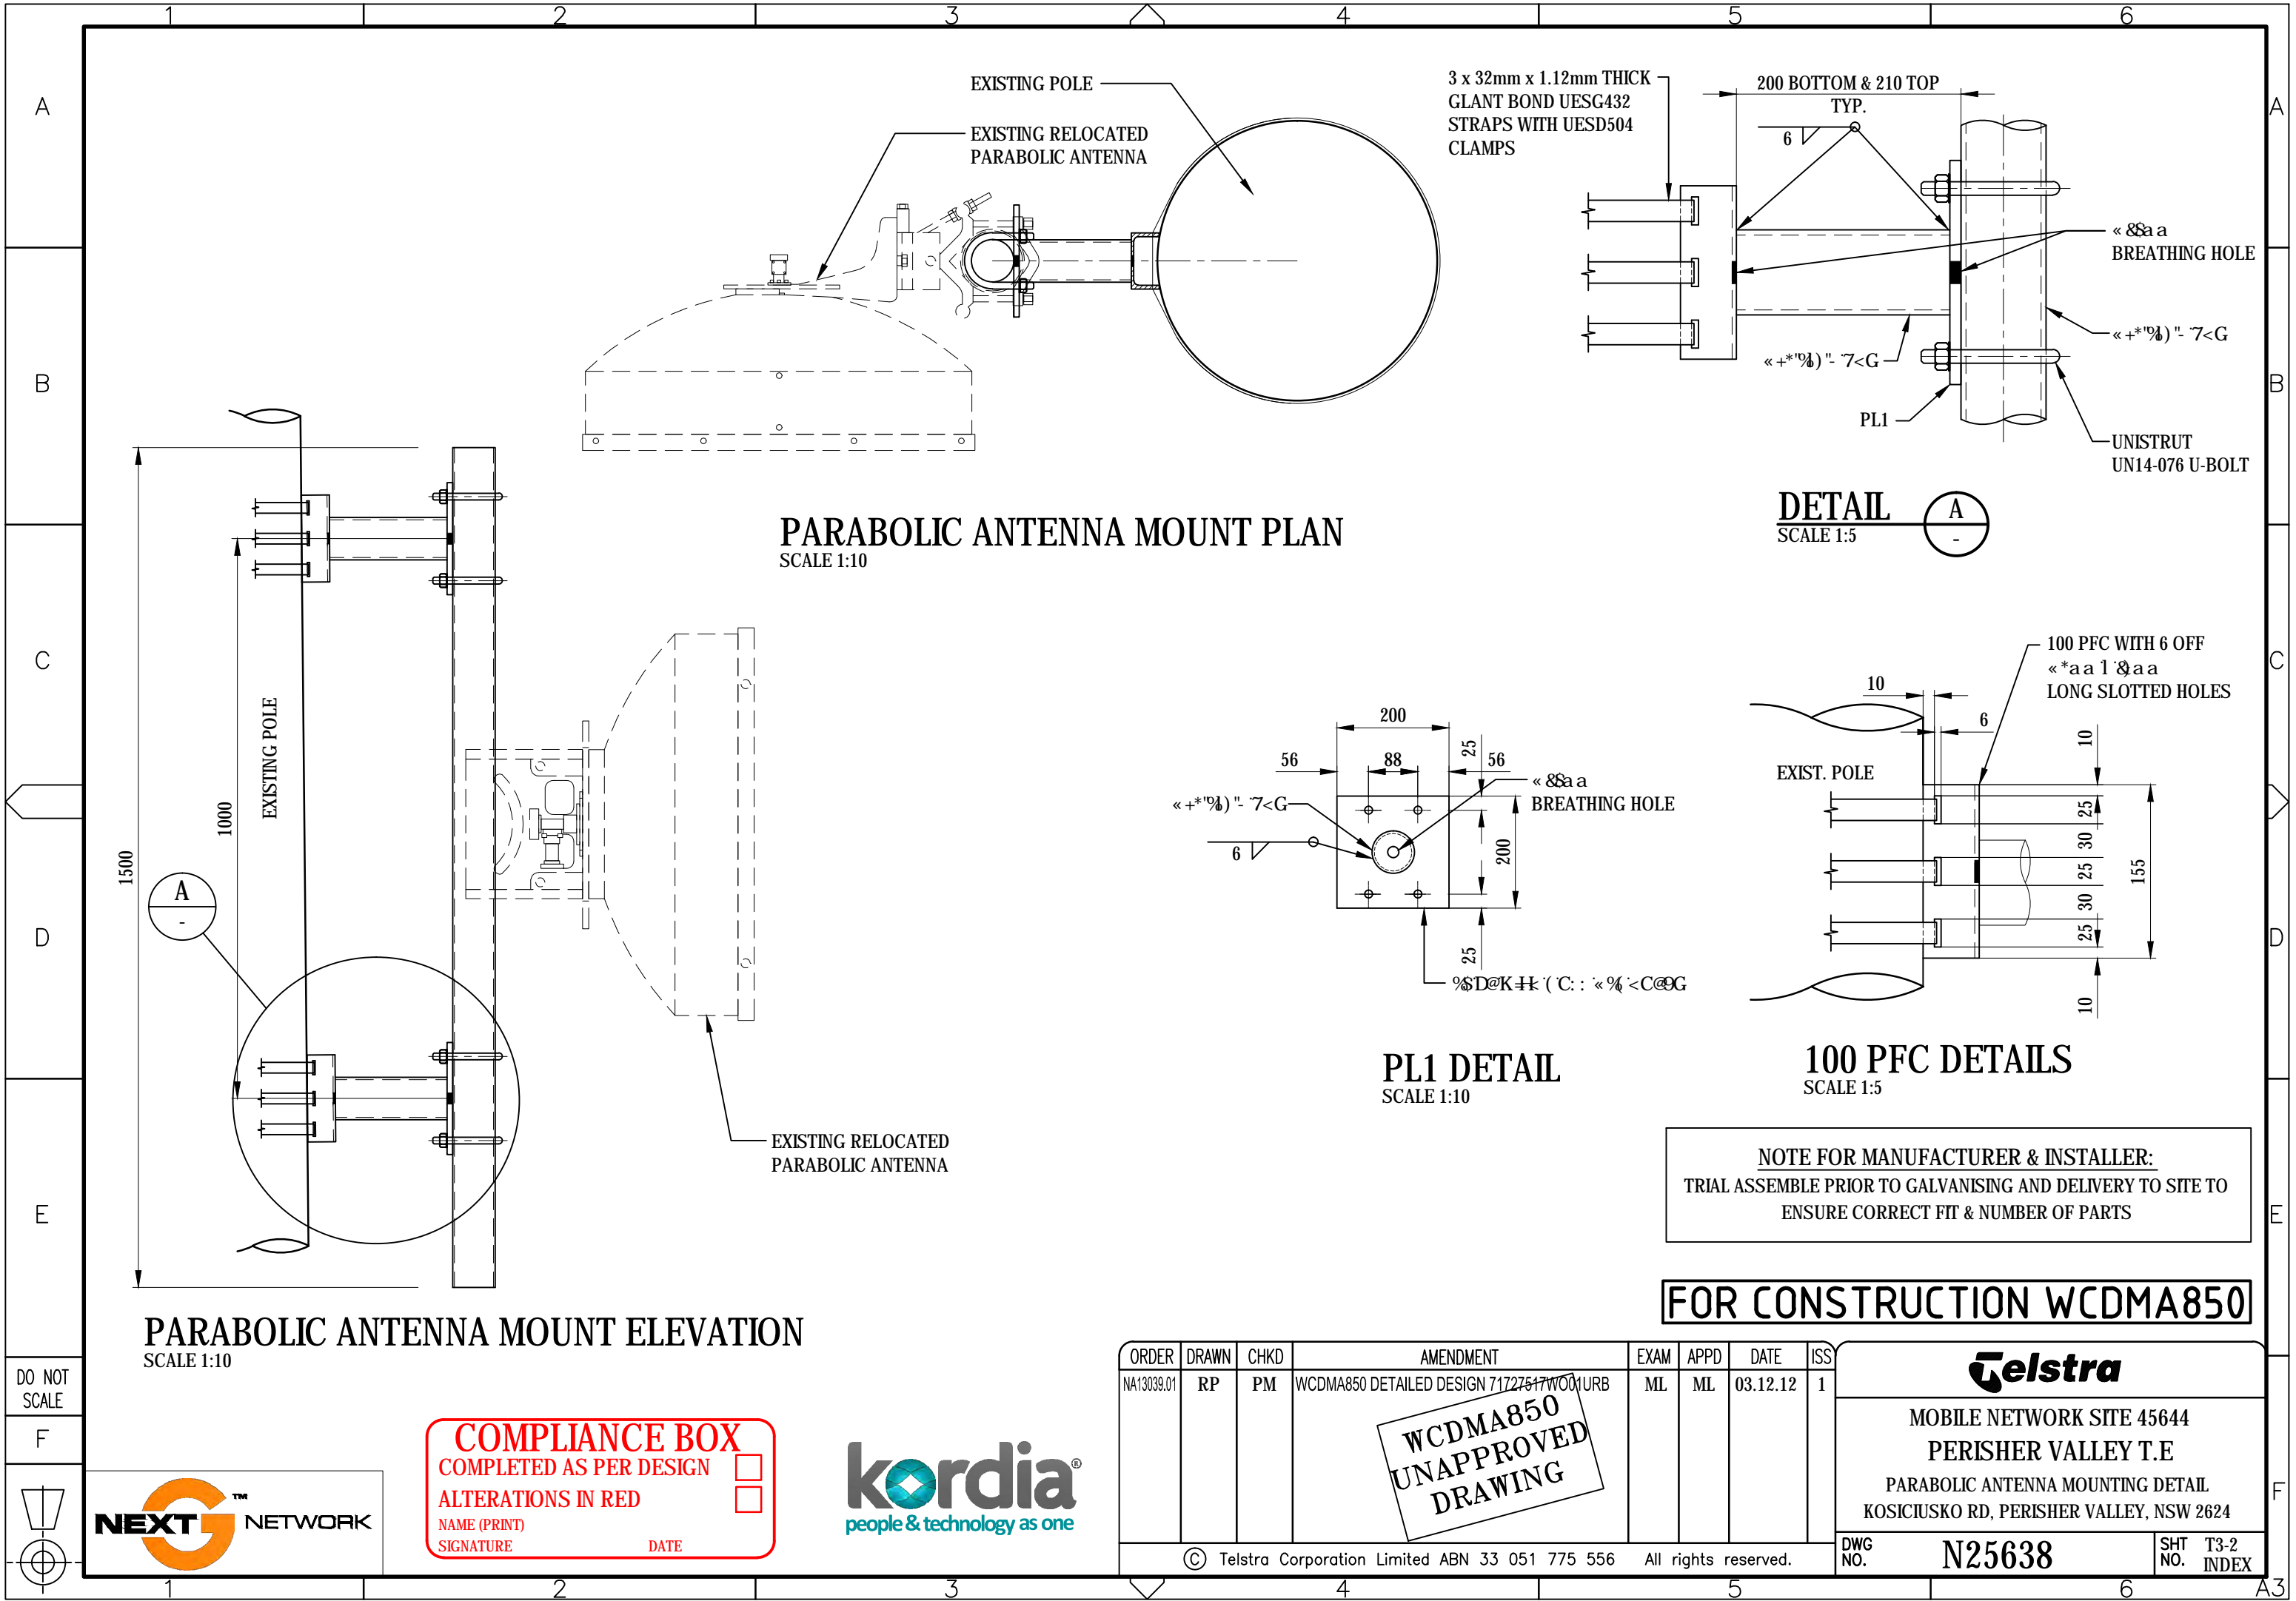 1 2 3 4 5 6
A
B
C
D
E
F
A
B
C
D
E
F
EXISTING POLE
EXISTING RELOCATED
PARABOLIC ANTENNA
PARABOLIC ANTENNA MOUNT PLAN
SCALE 1:10
3 x 32mm x 1.12mm THICK
GLANT BOND UESG432
STRAPS WITH UESD504
CLAMPS
200 BOTTOM & 210 TOP
TYP.
6
BREATHING HOLE
PL1
UNISTRUT
UN14-076 U-BOLT
DETAIL
A
-
SCALE 1:5
1500
1000
EXISTING POLE
A
-
EXISTING RELOCATED
PARABOLIC ANTENNA
PARABOLIC ANTENNA MOUNT ELEVATION
SCALE 1:10
200
56
88
25
56
BREATHING HOLE
6
200
25
PL1 DETAIL
SCALE 1:10
100 PFC WITH 6 OFF
LONG SLOTTED HOLES
10
6
10
EXIST. POLE
25
30
25
30
25
155
10
100 PFC DETAILS
SCALE 1:5
NOTE FOR MANUFACTURER & INSTALLER:
TRIAL ASSEMBLE PRIOR TO GALVANISING AND DELIVERY TO SITE TO
ENSURE CORRECT FIT & NUMBER OF PARTS
FOR CONSTRUCTION WCDMA850
DO NOT
SCALE
NEXT G ™ NETWORK
COMPLIANCE BOX
COMPLETED AS PER DESIGN
ALTERATIONS IN RED
NAME (PRINT)
SIGNATURE DATE
kordia®
people & technology as one
ORDER DRAWN CHKD AMENDMENT EXAM APPD DATE ISS
NA13039.01 RP PM WCDMA850 DETAILED DESIGN 71727517WO01URB ML ML 03.12.12 1
WCDMA850
UNAPPROVED
DRAWING
© Telstra Corporation Limited ABN 33 051 775 556 All rights reserved.
Telstra
MOBILE NETWORK SITE 45644
PERISHER VALLEY T.E
PARABOLIC ANTENNA MOUNTING DETAIL
KOSICIUSKO RD, PERISHER VALLEY, NSW 2624
DWG
NO.
N25638
SHT
NO.
T3-2
INDEX
1 2 3 4 5 6
A3